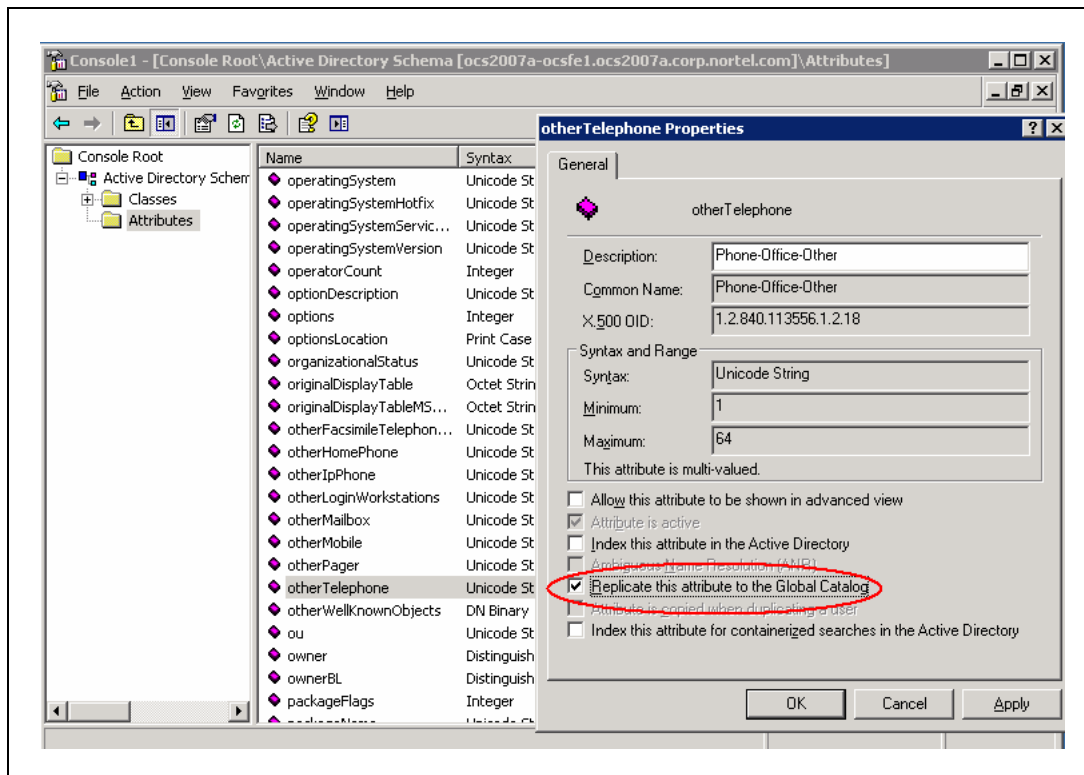 Console1 - [Console Root\Active Directory Schema [ocs2007a-ocsfe1.ocs2007a.corp.nortel.com]\Attributes]
File Action View Favorites Window Help
Console Root
Active Directory Schem
Classes
Attributes
Name Syntax
operatingSystem Unicode St
operatingSystemHotfix Unicode St
operatingSystemServic... Unicode St
operatingSystemVersion Unicode St
operatorCount Integer
optionDescription Unicode St
options Integer
optionsLocation Print Case
organizationalStatus Unicode St
originalDisplayTable Octet Strin
originalDisplayTableMS... Octet Strin
otherFacsimileTelephon... Unicode St
otherHomePhone Unicode St
otherIpPhone Unicode St
otherLoginWorkstations Unicode St
otherMailbox Unicode St
otherMobile Unicode St
otherPager Unicode St
otherTelephone Unicode St
otherWellKnownObjects DN Binary
ou Unicode St
owner Distinguish
ownerBL Distinguish
packageFlags Integer
packageName Unicode St
otherTelephone Properties
General
otherTelephone
Description: Phone-Office-Other
Common Name: Phone-Office-Other
X.500 OID: 1.2.840.113556.1.2.18
Syntax and Range
Syntax: Unicode String
Minimum: 1
Maximum: 64
This attribute is multi-valued.
Allow this attribute to be shown in advanced view
Attribute is active
Index this attribute in the Active Directory
Ambiguous Name Resolution (ANR)
Replicate this attribute to the Global Catalog
Attribute is copied when duplicating a user
Index this attribute for containerized searches in the Active Directory
OK Cancel Apply